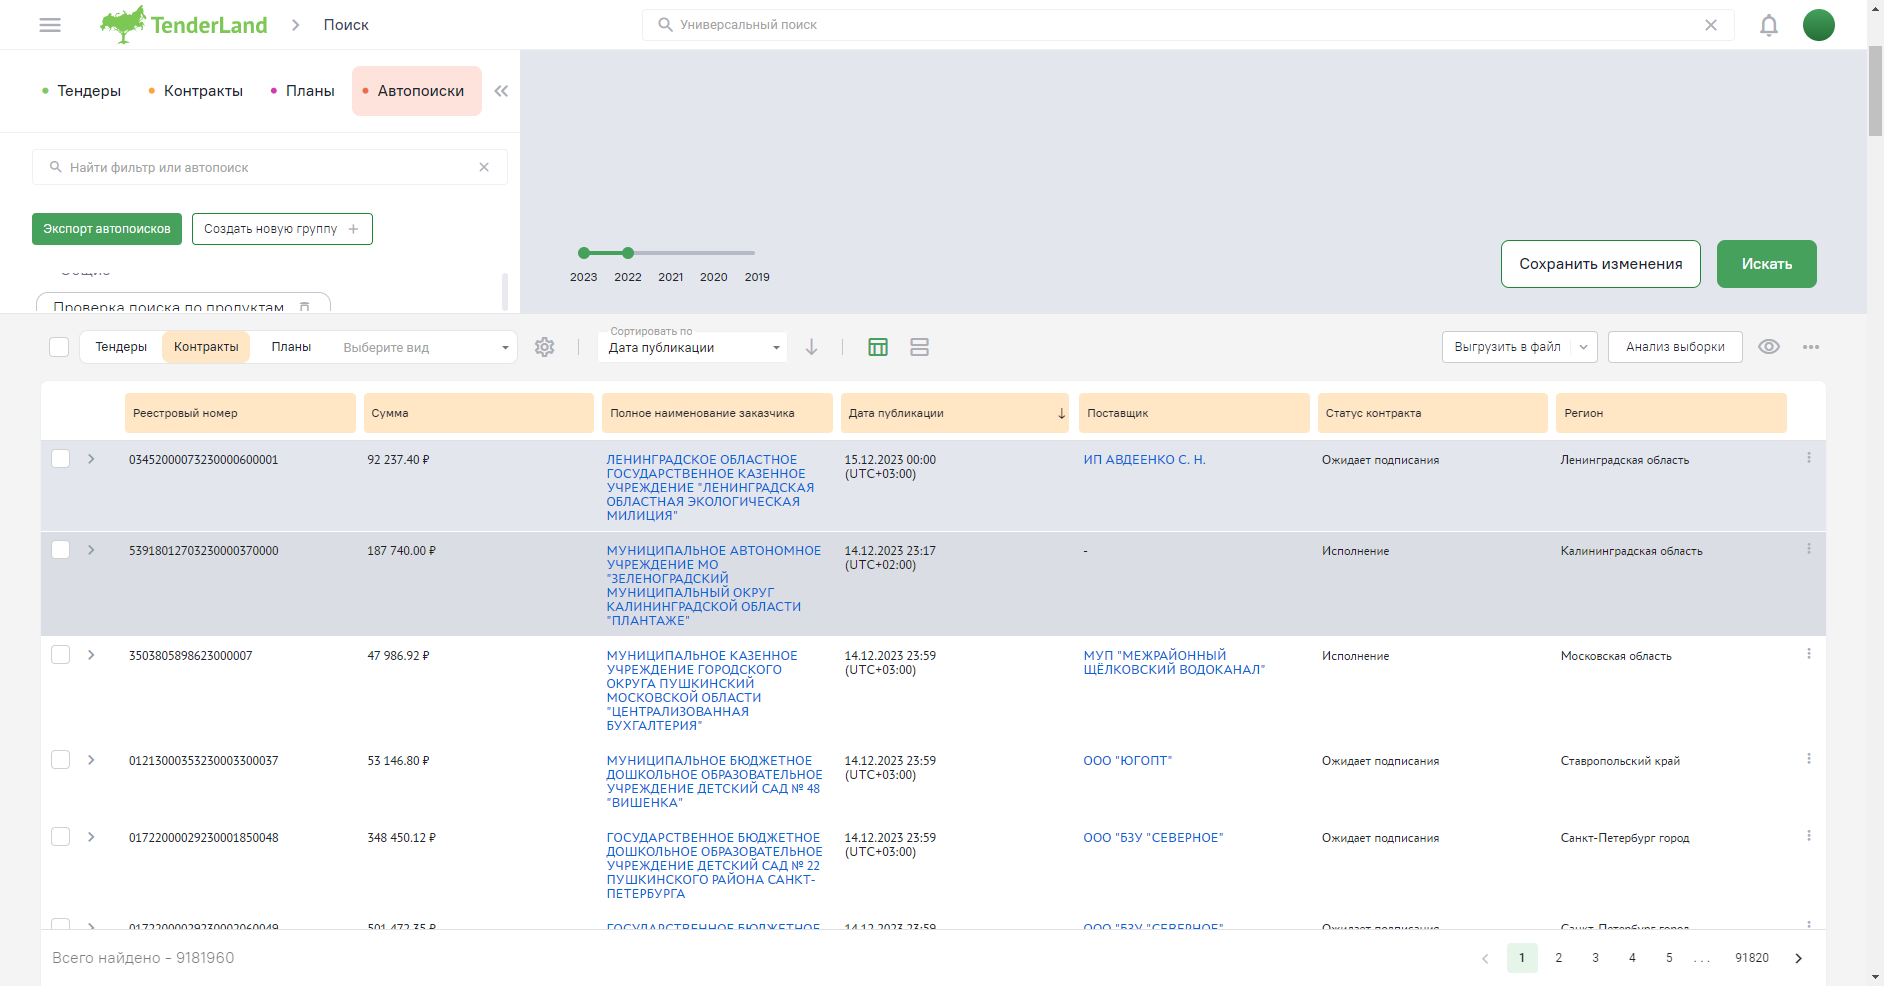 TenderLand
Поиск
Универсальный поиск
Тендеры
Контракты
Планы
Автопоиски
Найти фильтр или автопоиск
Экспорт автопоисков
Создать новую группу
Общие
Проверка поиска по продуктам
2023 2022 2021 2020 2019
Сохранить изменения
Искать
Тендеры
Контракты
Планы
Выберите вид
Сортировать по
Дата публикации
Выгрузить в файл
Анализ выборки
Реестровый номер
Сумма
Полное наименование заказчика
Дата публикации
Поставщик
Статус контракта
Регион
03452000073230000600001
92 237.40 ₽
ЛЕНИНГРАДСКОЕ ОБЛАСТНОЕ
ГОСУДАРСТВЕННОЕ КАЗЕННОЕ
УЧРЕЖДЕНИЕ "ЛЕНИНГРАДСКАЯ
ОБЛАСТНАЯ ЭКОЛОГИЧЕСКАЯ
МИЛИЦИЯ"
15.12.2023 00:00
(UTC+03:00)
ИП АВДЕЕНКО С. Н.
Ожидает подписания
Ленинградская область
53918012703230000370000
187 740.00 ₽
МУНИЦИПАЛЬНОЕ АВТОНОМНОЕ
УЧРЕЖДЕНИЕ МО
"ЗЕЛЕНОГРАДСКИЙ
МУНИЦИПАЛЬНЫЙ ОКРУГ
КАЛИНИНГРАДСКОЙ ОБЛАСТИ
"ПЛАНТАЖЕ"
14.12.2023 23:17
(UTC+02:00)
-
Исполнение
Калининградская область
3503805898623000007
47 986.92 ₽
МУНИЦИПАЛЬНОЕ КАЗЕННОЕ
УЧРЕЖДЕНИЕ ГОРОДСКОГО
ОКРУГА ПУШКИНСКИЙ
МОСКОВСКОЙ ОБЛАСТИ
"ЦЕНТРАЛИЗОВАННАЯ
БУХГАЛТЕРИЯ"
14.12.2023 23:59
(UTC+03:00)
МУП "МЕЖРАЙОННЫЙ
ЩЁЛКОВСКИЙ ВОДОКАНАЛ"
Исполнение
Московская область
01213000353230003300037
53 146.80 ₽
МУНИЦИПАЛЬНОЕ БЮДЖЕТНОЕ
ДОШКОЛЬНОЕ ОБРАЗОВАТЕЛЬНОЕ
УЧРЕЖДЕНИЕ ДЕТСКИЙ САД № 48
"ВИШЕНКА"
14.12.2023 23:59
(UTC+03:00)
ООО "ЮГОПТ"
Ожидает подписания
Ставропольский край
01722000029230001850048
348 450.12 ₽
ГОСУДАРСТВЕННОЕ БЮДЖЕТНОЕ
ДОШКОЛЬНОЕ ОБРАЗОВАТЕЛЬНОЕ
УЧРЕЖДЕНИЕ ДЕТСКИЙ САД № 22
ПУШКИНСКОГО РАЙОНА САНКТ-
ПЕТЕРБУРГА
14.12.2023 23:59
(UTC+03:00)
ООО "БЗУ "СЕВЕРНОЕ"
Ожидает подписания
Санкт-Петербург город
01722000029230002060049
501 472.35 ₽
ГОСУДАРСТВЕННОЕ БЮДЖЕТНОЕ
14.12.2023 23:59
ООО "БЗУ "СЕВЕРНОЕ"
Ожидает подписания
Санкт-Петербург город
Всего найдено - 9181960
1 2 3 4 5 ... 91820